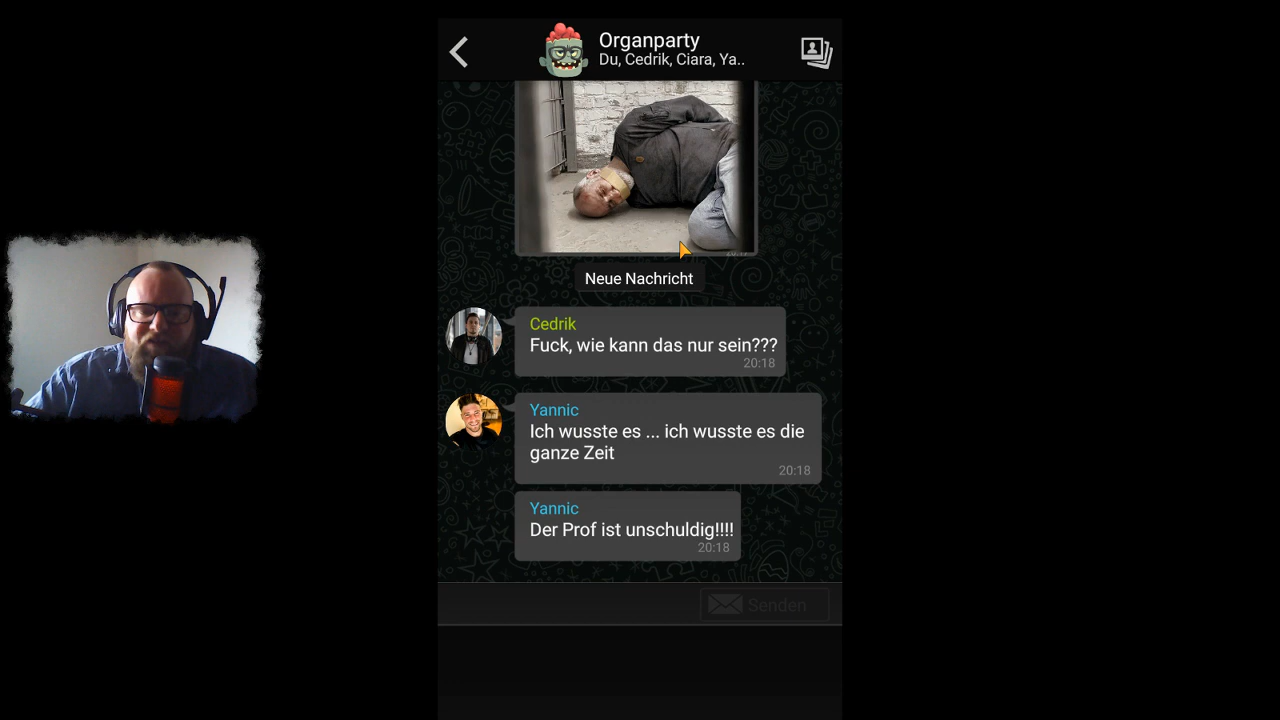 Organparty
Du, Cedrik, Ciara, Ya..
Neue Nachricht
Cedrik
Fuck, wie kann das nur sein???
20:18
Yannic
Ich wusste es ... ich wusste es die
ganze Zeit
20:18
Yannic
Der Prof ist unschuldig!!!!
20:18
Senden